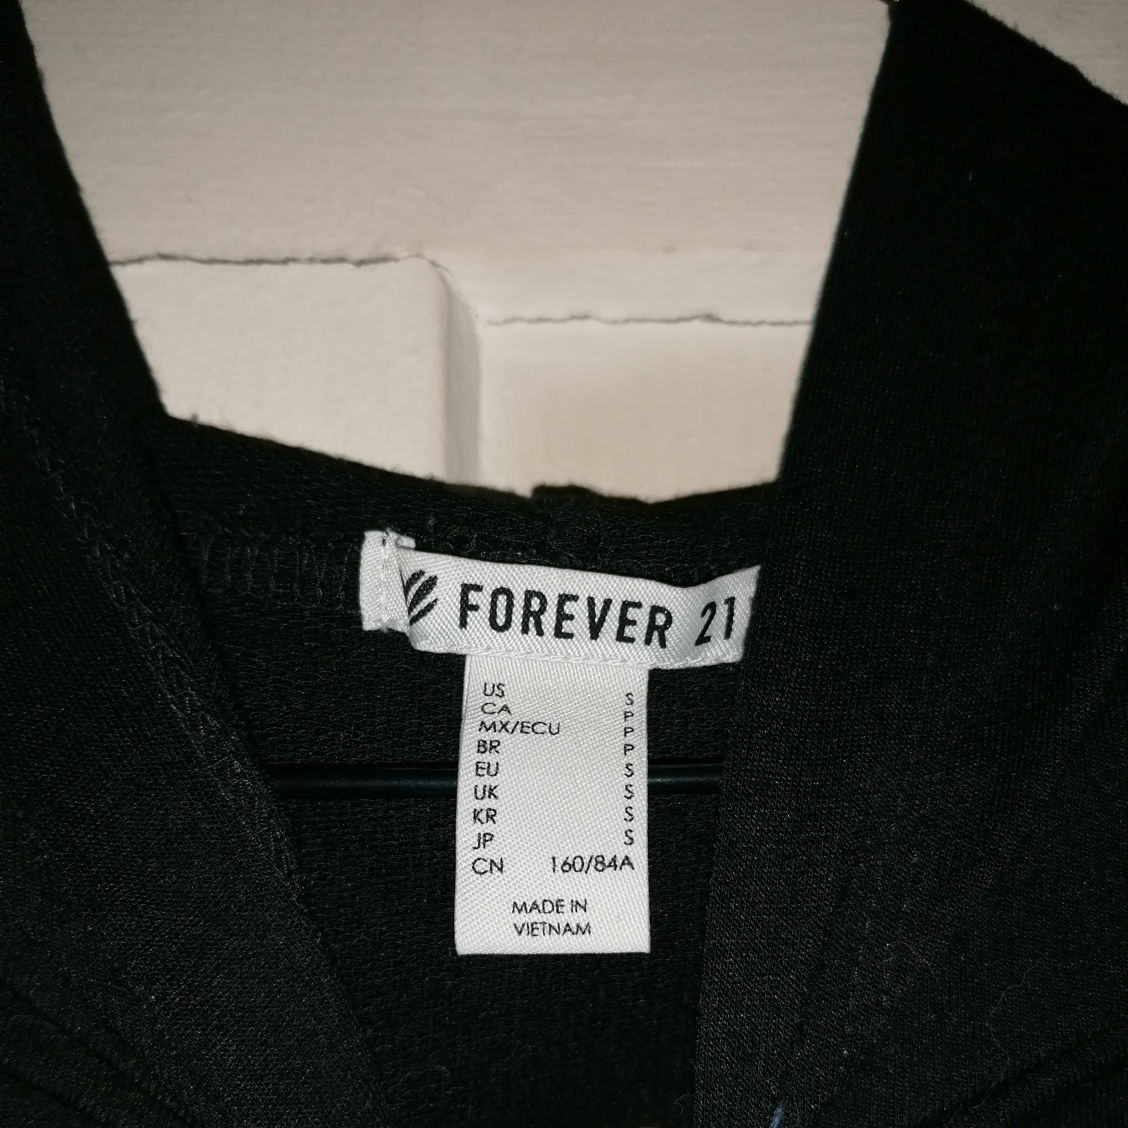 FOREVER 21
US S
CA P
MX/ECU P
BR P
EU S
UK S
KR S
JP S
CN 160/84A
MADE IN
VIETNAM